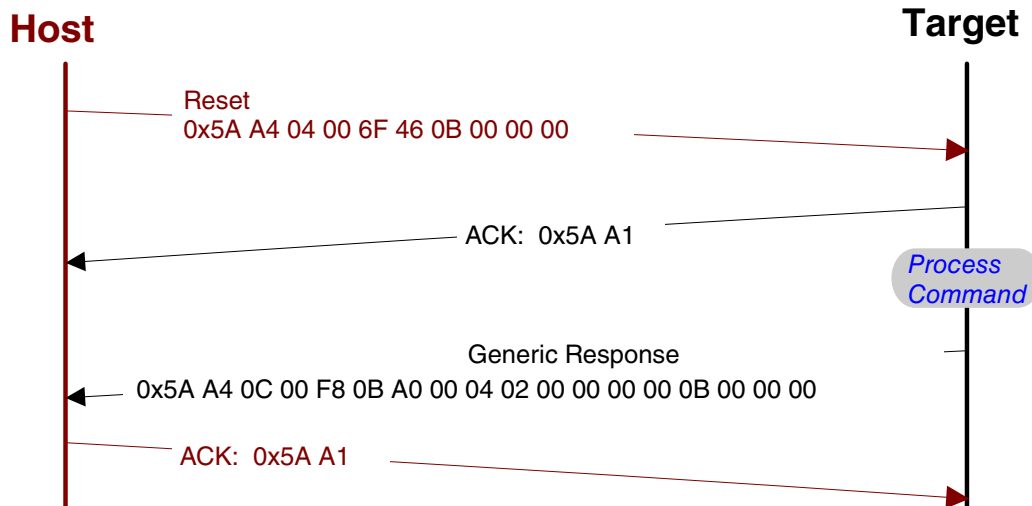 Host
Target
Reset
0x5A A4 04 00 6F 46 0B 00 00 00
ACK: 0x5A A1
Process
Command
Generic Response
0x5A A4 0C 00 F8 0B A0 00 04 02 00 00 00 00 0B 00 00 00
ACK: 0x5A A1